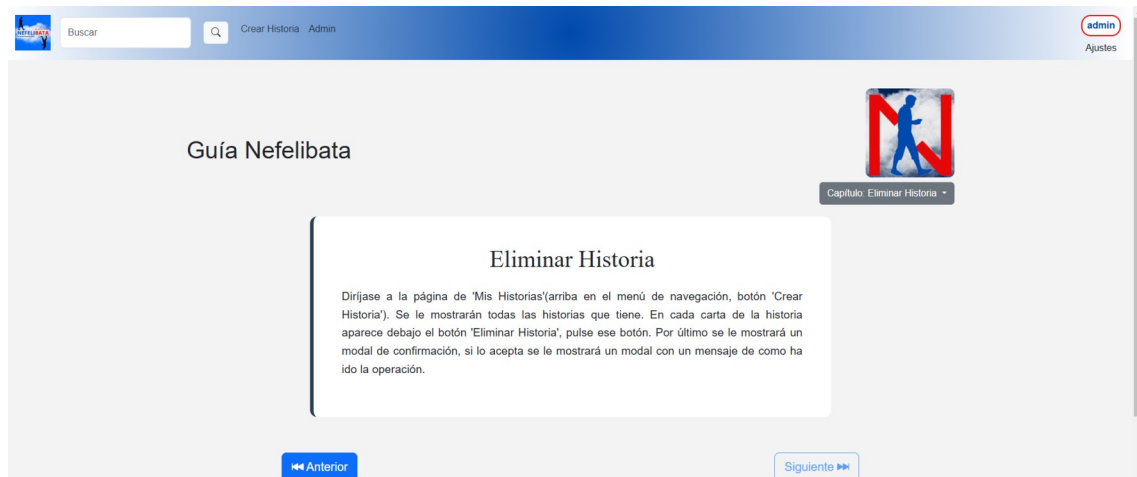 NEFELIBATA
Buscar
Crear Historia Admin
admin
Ajustes
Guía Nefelibata
N
Capítulo: Eliminar Historia
Eliminar Historia
Diríjase a la página de 'Mis Historias'(arriba en el menú de navegación, botón 'Crear
Historia'). Se le mostrarán todas las historias que tiene. En cada carta de la historia
aparece debajo el botón 'Eliminar Historia', pulse ese botón. Por último se le mostrará un
modal de confirmación, si lo acepta se le mostrará un modal con un mensaje de como ha
ido la operación.
Anterior
Siguiente